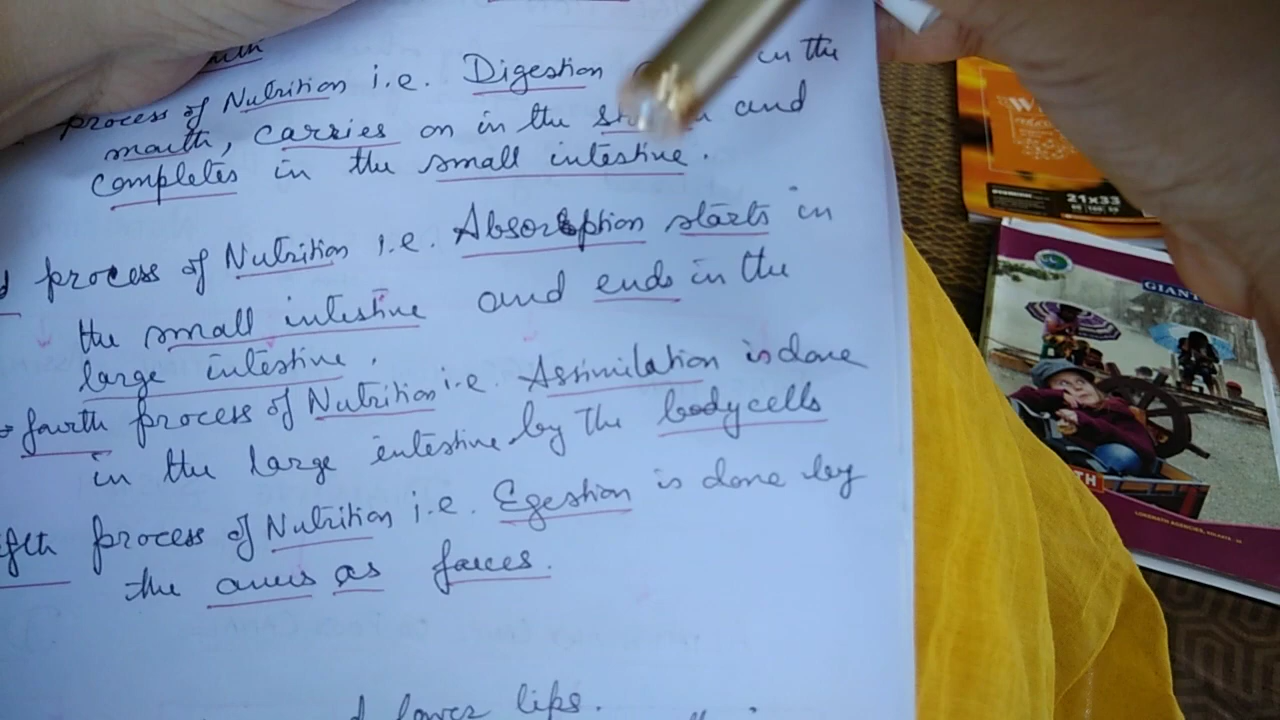 process of Nutrition i.e. Digestion in the
mouth, carries on in the and
completes in the small intestine.
process of Nutrition i.e. Absorbption starts in
the small intestine and ends in the
large intestine.
fourth process of Nutrition i.e. Assimilation is done
in the large intestine by the body cells
process of Nutrition i.e. Egestion is done by
the anus as faeces.
lower lips.
21x33
GIANT